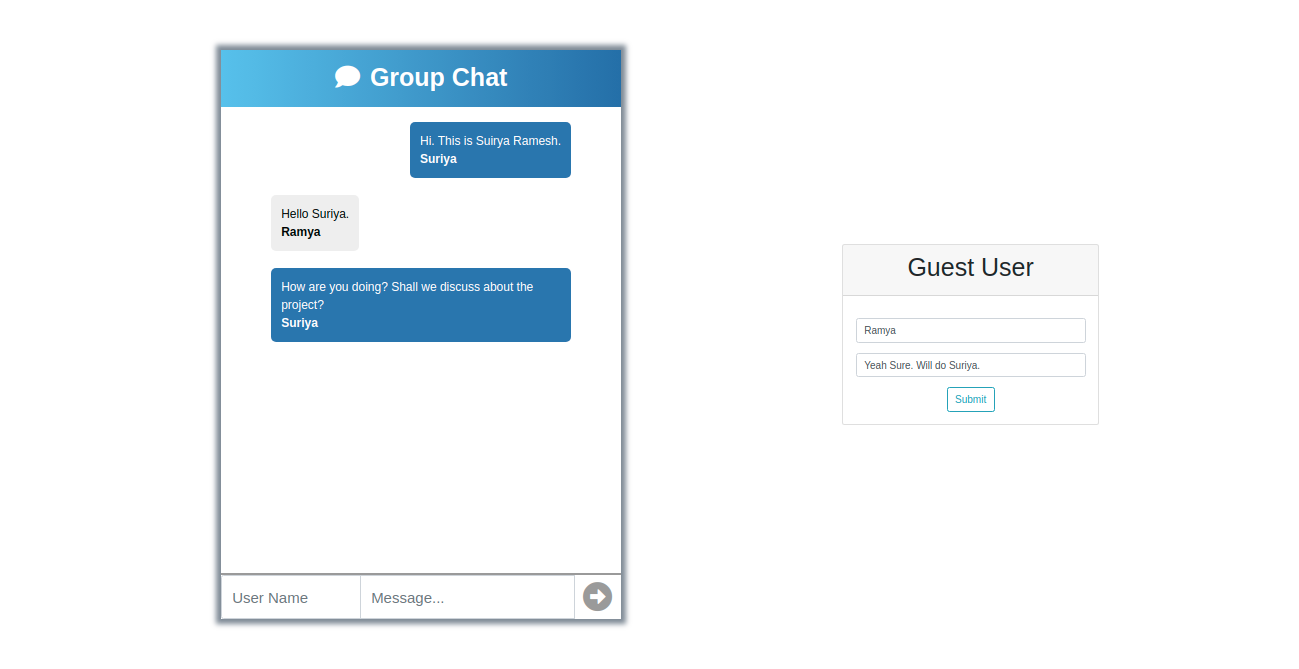 Group Chat
Hi. This is Suirya Ramesh.
Suriya
Hello Suriya.
Ramya
How are you doing? Shall we discuss about the
project?
Suriya
User Name
Message...
Guest User
Ramya
Yeah Sure. Will do Suriya.
Submit